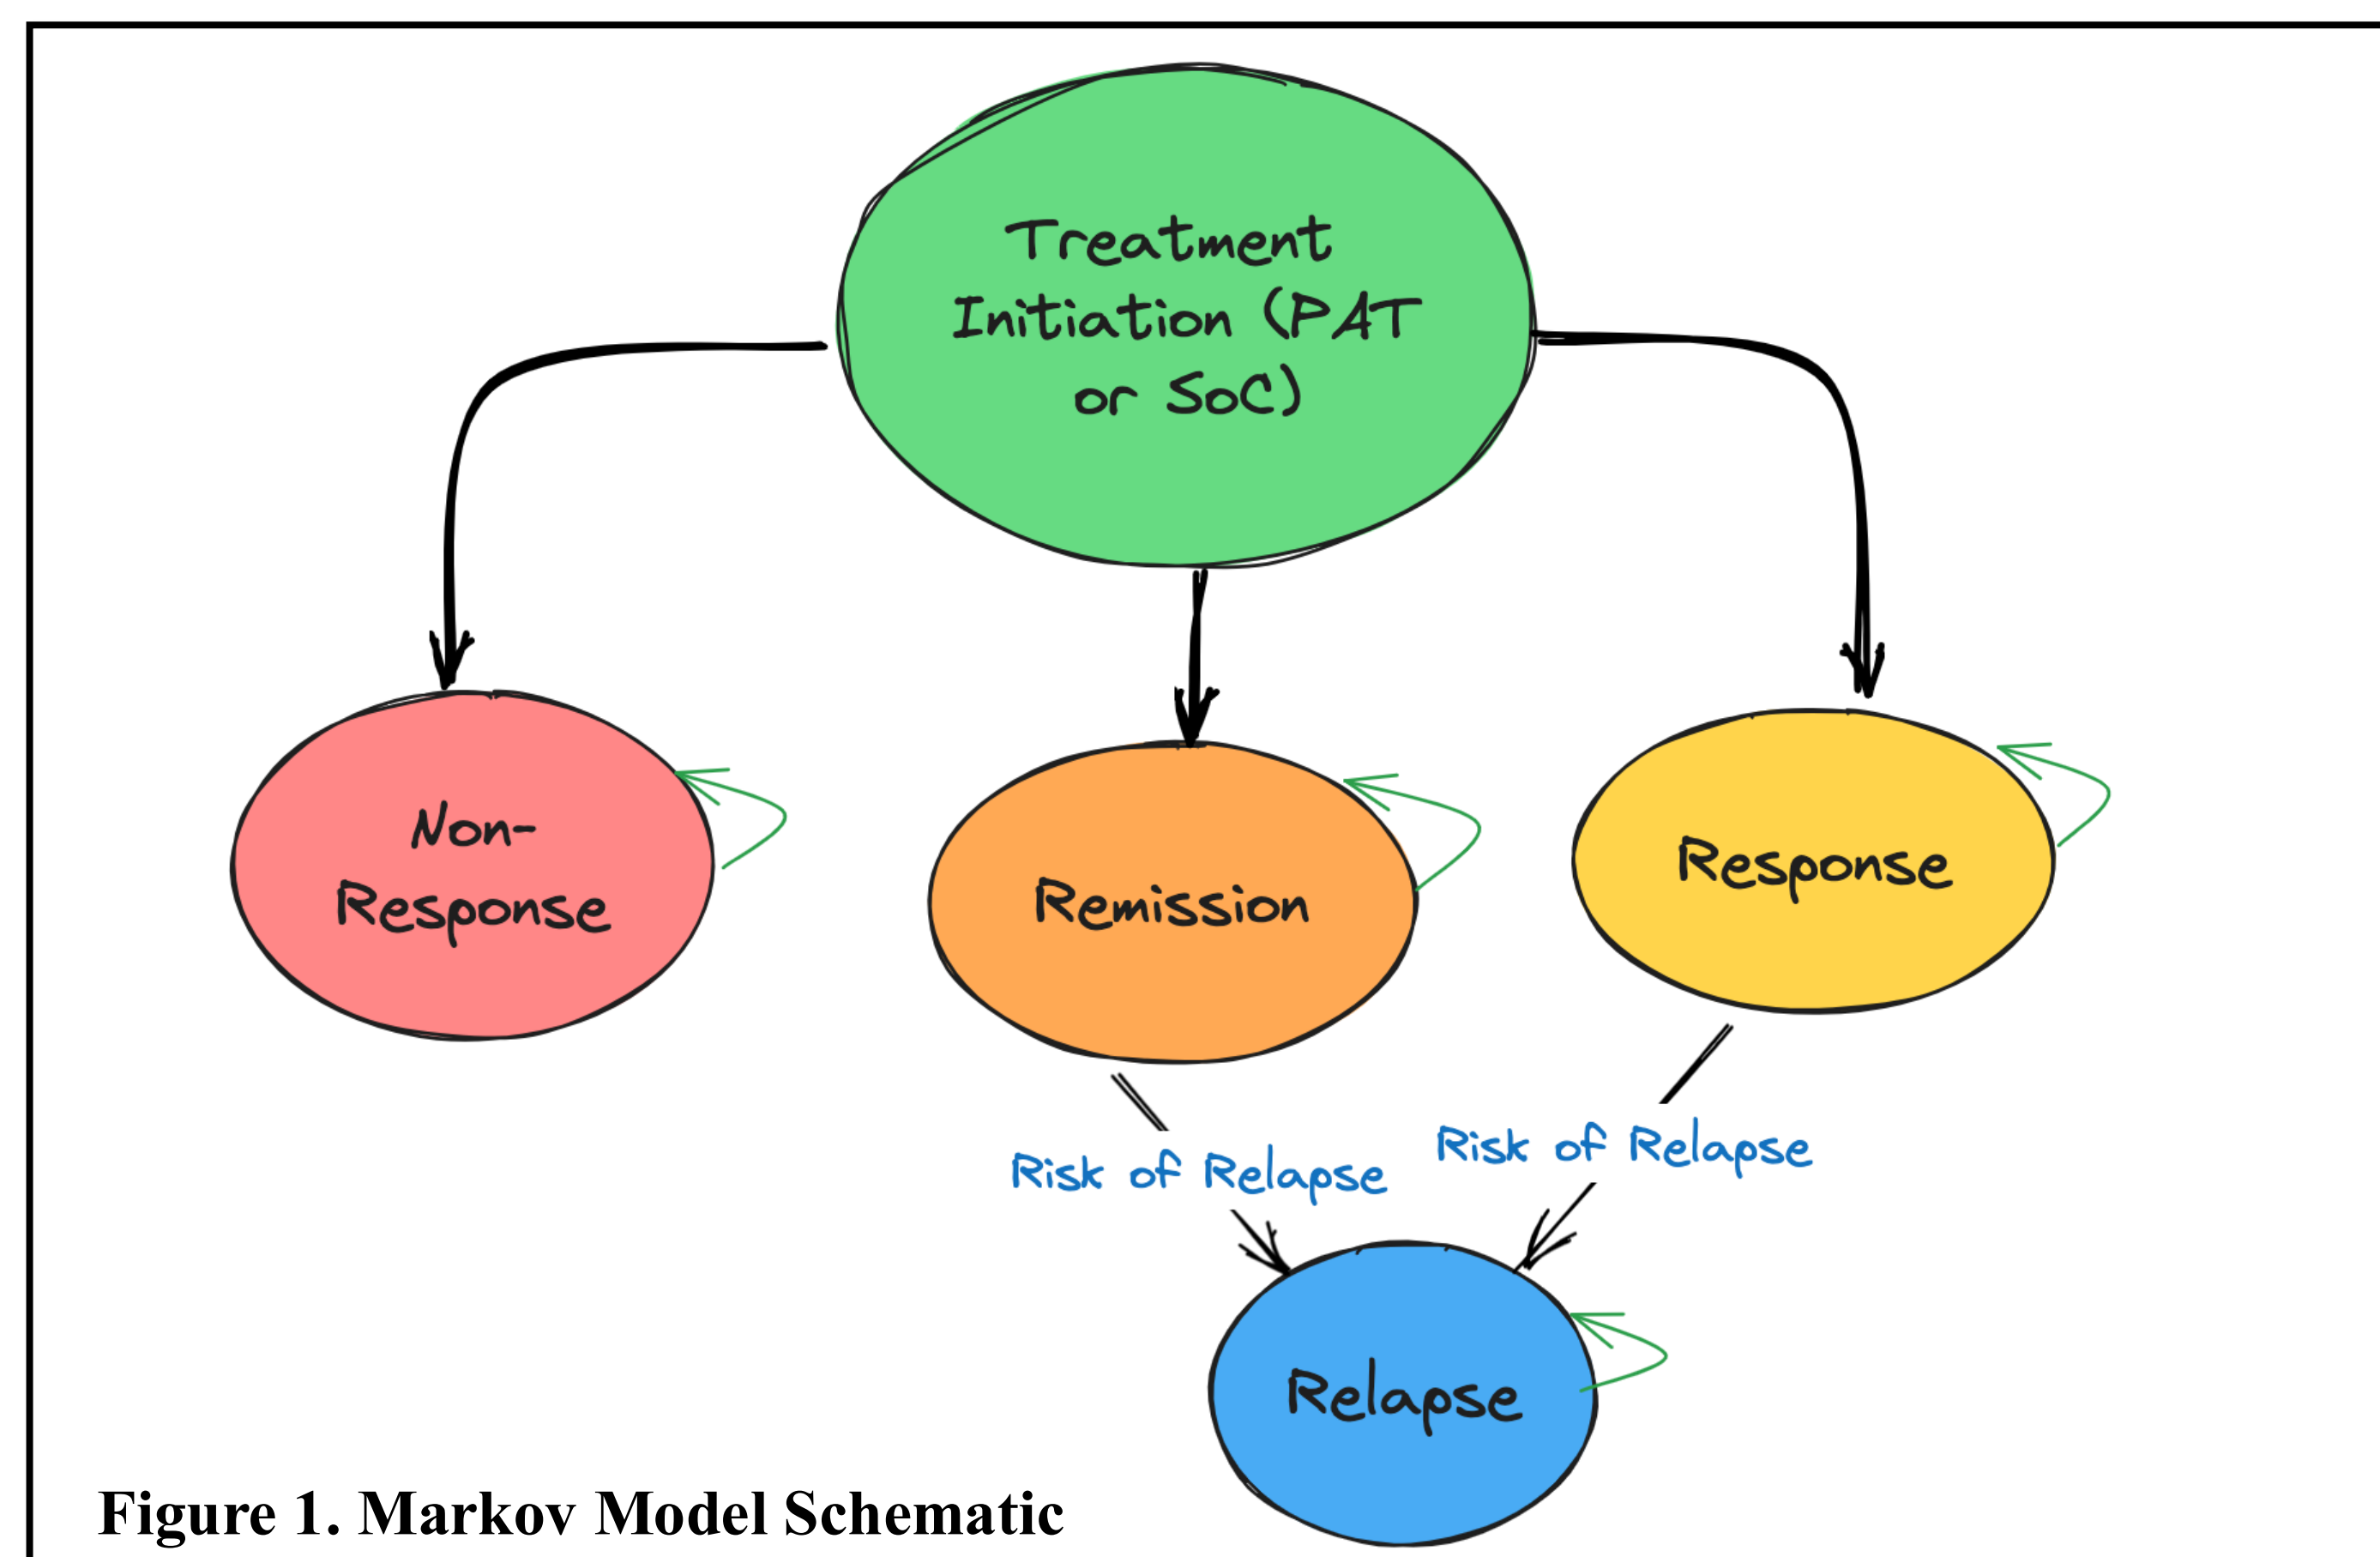 Treatment
Initiation (PAT
or SoC)
Non-
Response
Remission
Response
Risk of Relapse
Risk of Relapse
Relapse
Figure 1. Markov Model Schematic